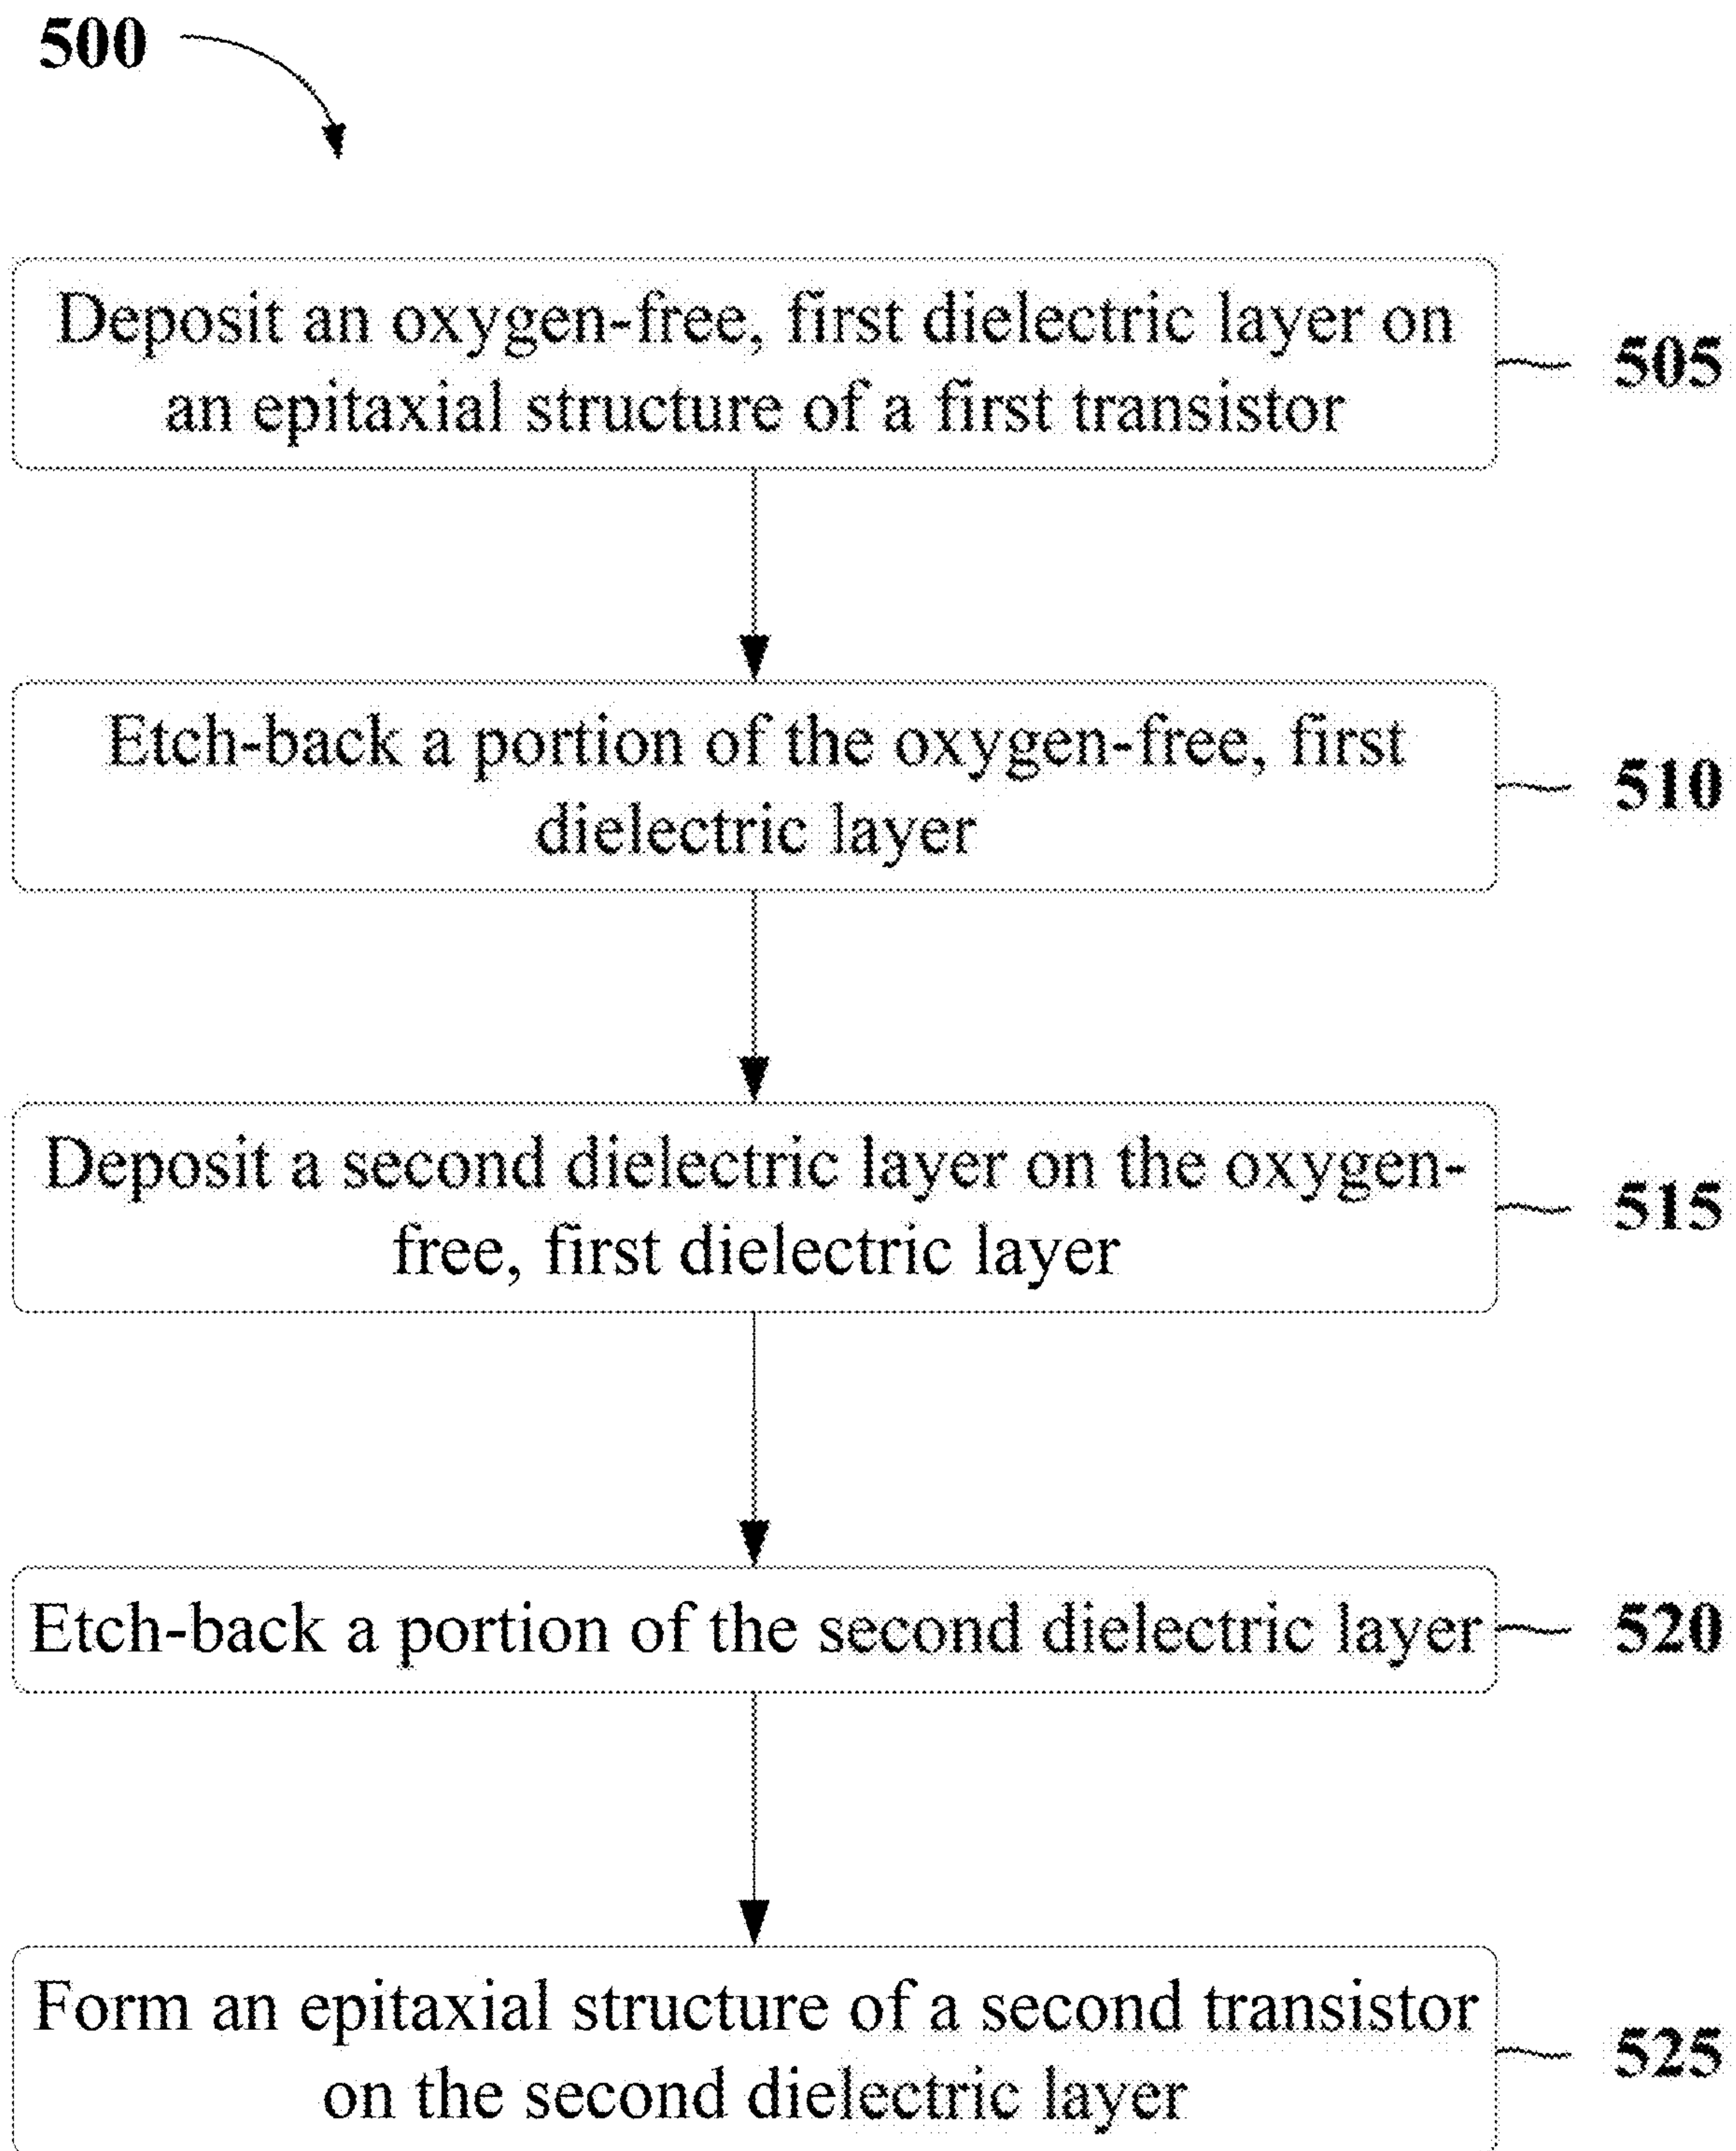 500
Deposit an oxygen-free, first dielectric layer on
an epitaxial structure of a first transistor
505
Etch-back a portion of the oxygen-free, first
dielectric layer
510
Deposit a second dielectric layer on the oxygen-
free, first dielectric layer
515
Etch-back a portion of the second dielectric layer
520
Form an epitaxial structure of a second transistor
on the second dielectric layer
525